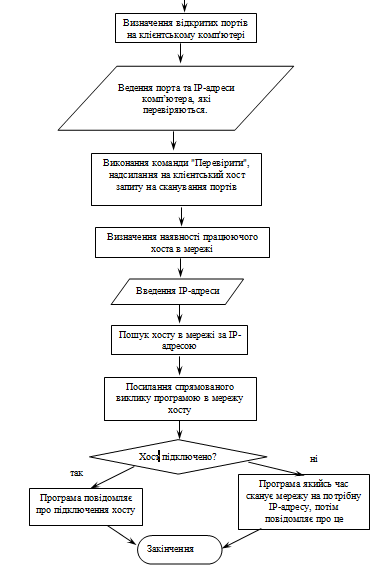 Визначення відкритих портів
на клієнтському комп'ютері
Ведення порта та IP-адреси
комп'ютера, які
перевіряються.
Виконання команди "Перевірити",
надсилання на клієнтський хост
запиту на сканування портів
Визначення наявності працюючого
хоста в мережі
Введення IP-адреси
Пошук хосту в мережі за IP-
адресою
Посилання спрямованого
виклику програмою в мережу
хосту
Хост підключено?
так
ні
Програма повідомляє
про підключення хосту
Програма якийсь час
сканує мережу на потрібну
IP-адресу, потім
повідомляє про це
Закінчення